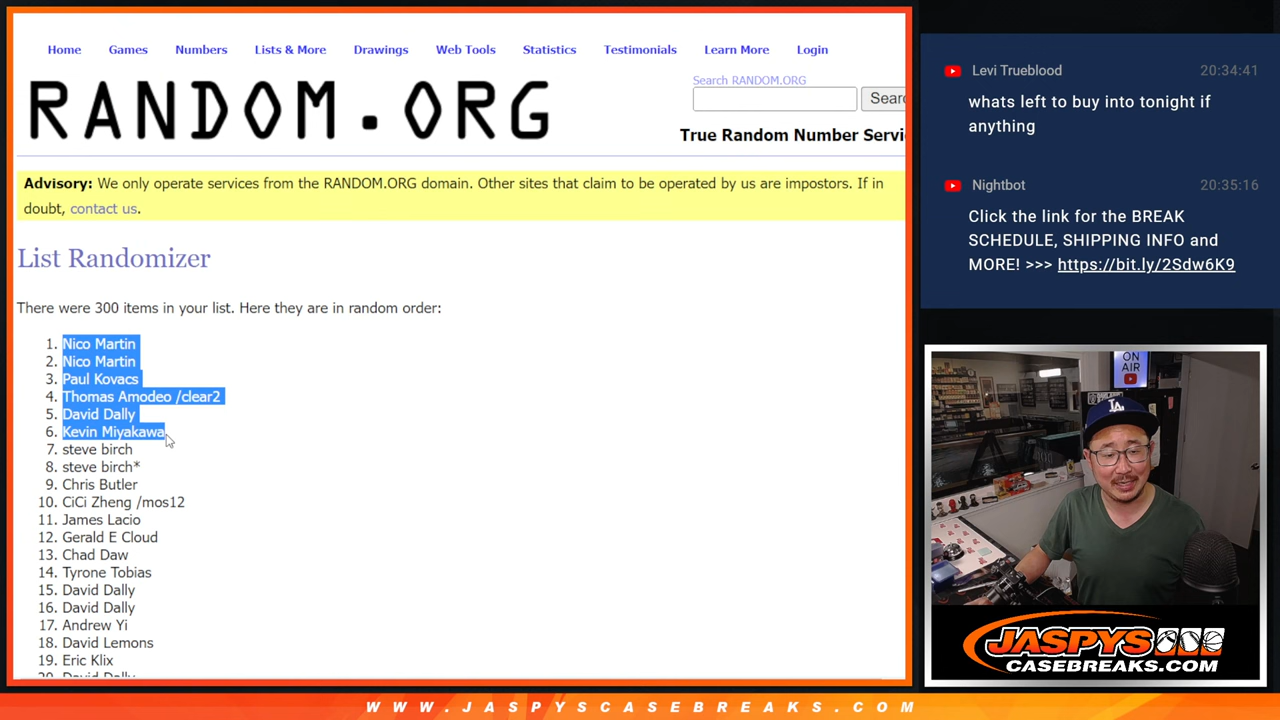 Home Games Numbers Lists & More Drawings Web Tools Statistics Testimonials Learn More Login
RANDOM.ORG
Search RANDOM.ORG
Sear
True Random Number Servi
Advisory: We only operate services from the RANDOM.ORG domain. Other sites that claim to be operated by us are impostors. If in
doubt, contact us.
List Randomizer
There were 300 items in your list. Here they are in random order:
1. Nico Martin
2. Nico Martin
3. Paul Kovacs
4. Thomas Amodeo /clear2
5. David Dally
6. Kevin Miyakawa
7. steve birch
8. steve birch*
9. Chris Butler
10. CiCi Zheng /mos12
11. James Lacio
12. Gerald E Cloud
13. Chad Daw
14. Tyrone Tobias
15. David Dally
16. David Dally
17. Andrew Yi
18. David Lemons
19. Eric Klix
20. David Dally
Levi Trueblood 20:34:41
whats left to buy into tonight if
anything
Nightbot 20:35:16
Click the link for the BREAK
SCHEDULE, SHIPPING INFO and
MORE! >>> https://bit.ly/2Sdw6K9
ON
AIR
LA
JASPYS
CASEBREAKS.COM
WWW.JASPYSCASEBREAKS.COM